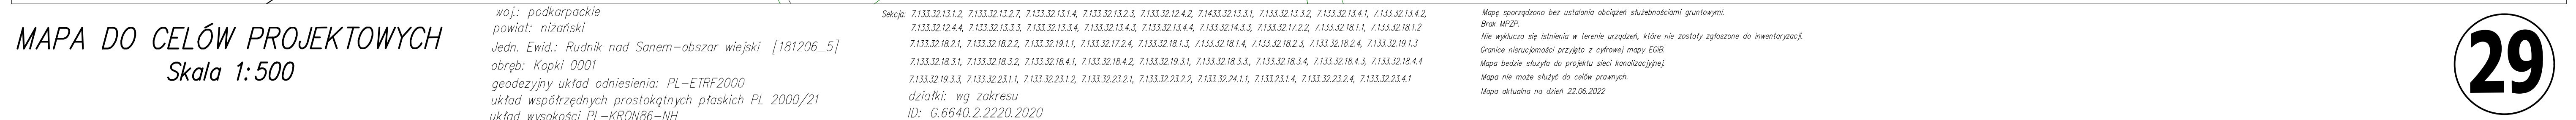 MAPA DO CELÓW PROJEKTOWYCH
Skala 1:500
woj.: podkarpackie
powiat: niżański
Jedn. Ewid.: Rudnik nad Sanem-obszar wiejski [181206_5]
obręb: Kopki 0001
geodezyjny układ odniesienia: PL-ETRF2000
układ współrzędnych prostokątnych płaskich PL 2000/21
układ wysokości PL-KRON86-NH
Sekcja: 7.133.32.13.1.2, 7.133.32.13.2.7, 7.133.32.13.1.4, 7.133.32.13.2.3, 7.133.32.12.4.2, 7.1433.32.13.3.1, 7.133.32.13.3.2, 7.133.32.13.4.1, 7.133.32.13.4.2,
7.133.32.12.4.4, 7.133.32.13.3.3, 7.133.32.13.3.4, 7.133.32.13.4.3, 7.133.32.13.4.4, 7.133.32.14.3.3, 7.133.32.17.2.2, 7.133.32.18.1.1, 7.133.32.18.1.2
7.133.32.18.2.1, 7.133.32.18.2.2, 7.133.32.19.1.1, 7.133.32.17.2.4, 7.133.32.18.1.3, 7.133.32.18.1.4, 7.133.32.18.2.3, 7.133.32.18.2.4, 7.133.32.19.1.3
7.133.32.18.3.1, 7.133.32.18.3.2, 7.133.32.18.4.1, 7.133.32.18.4.2, 7.133.32.19.3.1, 7.133.32.18.3.3., 7.133.32.18.3.4, 7.133.32.18.4.3, 7.133.32.18.4.4
7.133.32.19.3.3, 7.133.32.23.1.1, 7.133.32.23.1.2, 7.133.32.23.2.1, 7.133.32.23.2.2, 7.133.32.24.1.1, 7.133.23.1.4, 7.133.32.23.2.4, 7.133.32.23.4.1
działki: wg zakresu
ID: G.6640.2.2220.2020
Mapę sporządzono bez ustalania obciążeń służebnościami gruntowymi.
Brak MPZP.
Nie wyklucza się istnienia w terenie urządzeń, które nie zostały zgłoszone do inwentaryzacji.
Granice nierucjomości przyjęto z cyfrowej mapy EGIB.
Mapa bedzie służyła do projektu sieci kanalizacjyjnej.
Mapa nie może służyć do celów prawnych.
Mapa aktualna na dzień 22.06.2022
29